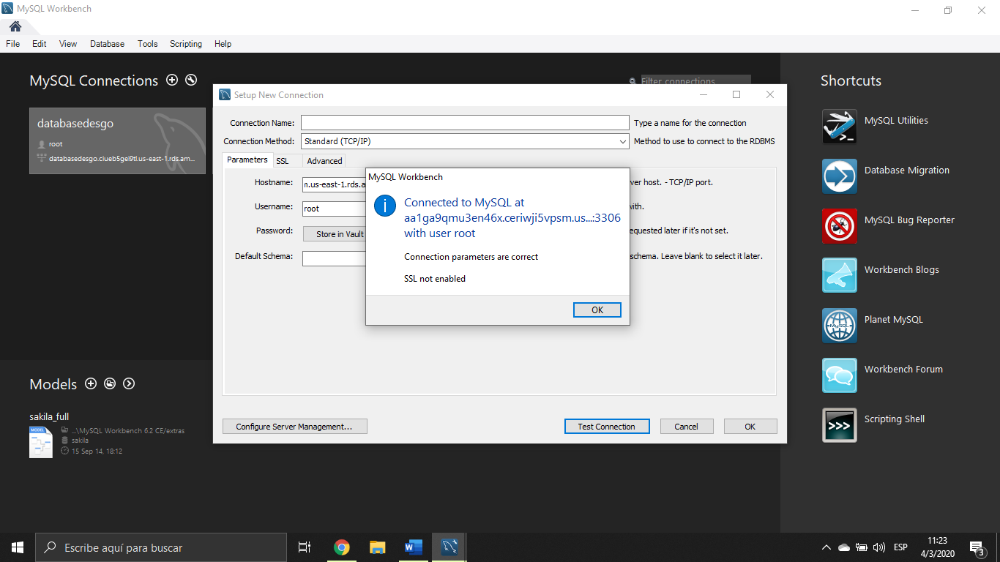 MySQL Workbench
File Edit View Database Tools Scripting Help
MySQL Connections
Filter connections
databasedesgo
root
databasedesgo.ciueb5gei9tl.us-east-1.rds.am...
Setup New Connection
Connection Name:
Type a name for the connection
Connection Method:
Standard (TCP/IP)
Method to use to connect to the RDBMS
Parameters
SSL
Advanced
Hostname:
n.us-east-1.rds.a
ver host. - TCP/IP port.
Username:
root
with.
Password:
Store in Vault
equested later if it's not set.
Default Schema:
schema. Leave blank to select it later.
MySQL Workbench
Connected to MySQL at
aa1ga9qmu3en46x.ceriwji5vpsm.us...:3306
with user root
Connection parameters are correct
SSL not enabled
OK
Configure Server Management...
Test Connection
Cancel
OK
Models
sakila_full
MODEL
...\MySQL Workbench 6.2 CE/extras
sakila
15 Sep 14, 18:12
Shortcuts
MySQL Utilities
Database Migration
MySQL Bug Reporter
Workbench Blogs
Planet MySQL
MySQL
Workbench Forum
Scripting Shell
Escribe aquí para buscar
ESP
11:23
4/3/2020
3